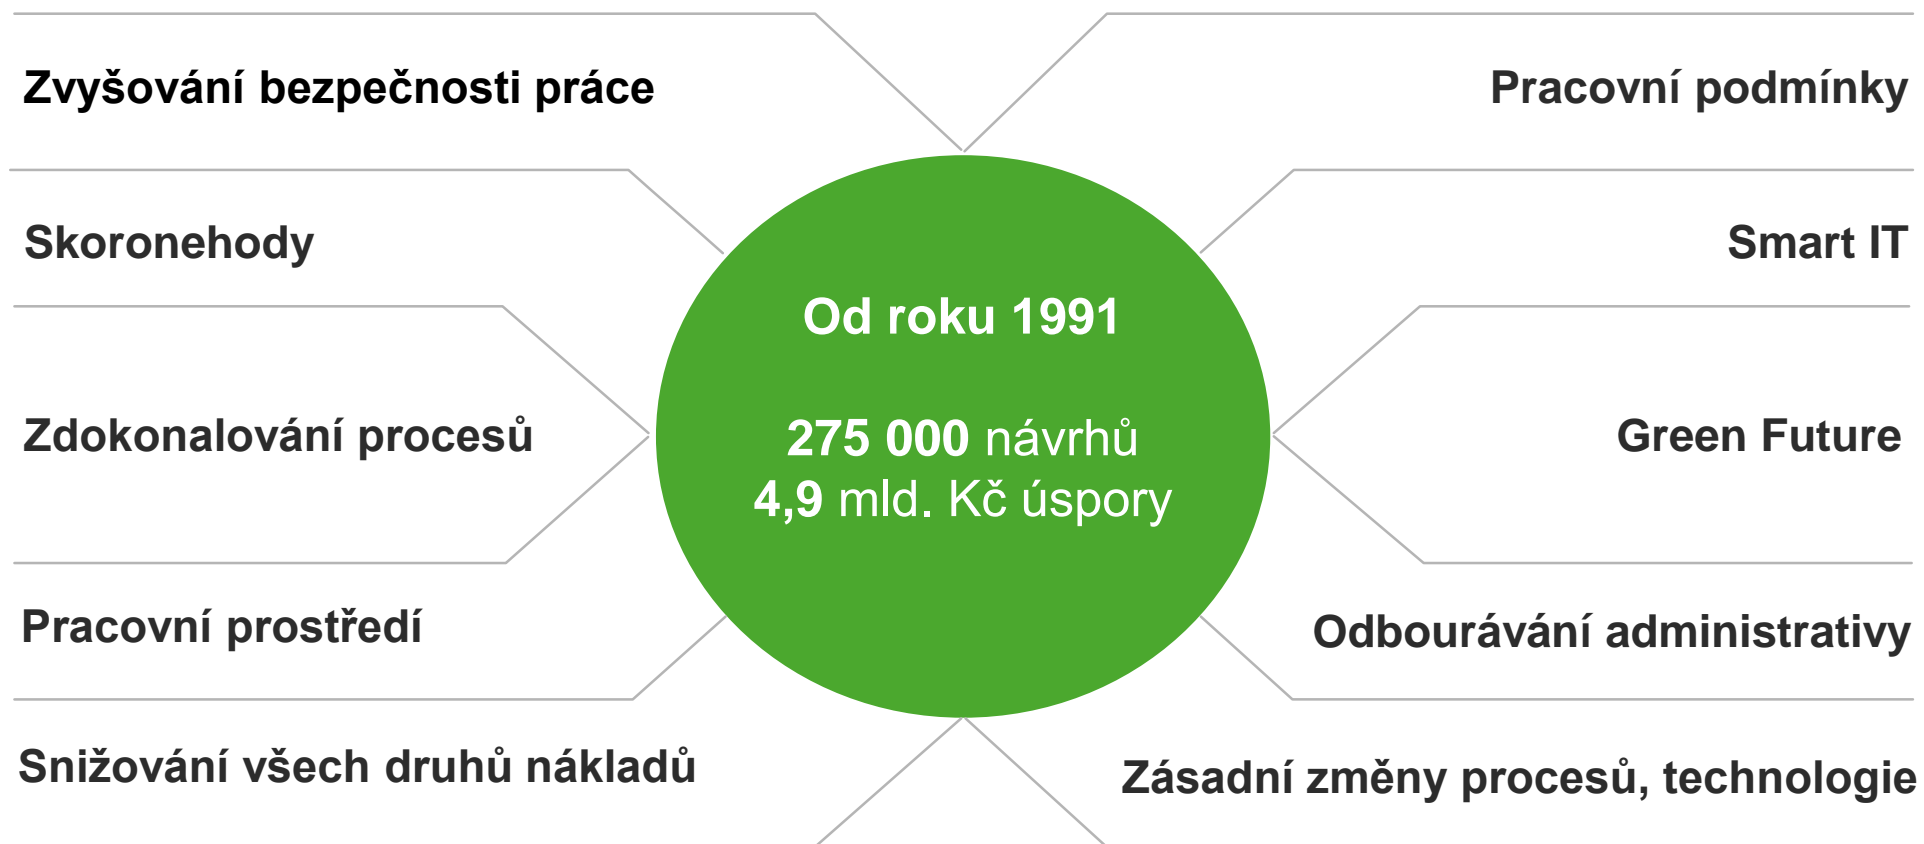 Zvyšování bezpečnosti práce
Pracovní podmínky
Skoronehody
Smart IT
Od roku 1991
Zdokonalování procesů
275 000 návrhů
4,9 mld. Kč úspory
Green Future
Pracovní prostředí
Odbourávání administrativy
Snižování všech druhů nákladů
Zásadní změny procesů, technologie